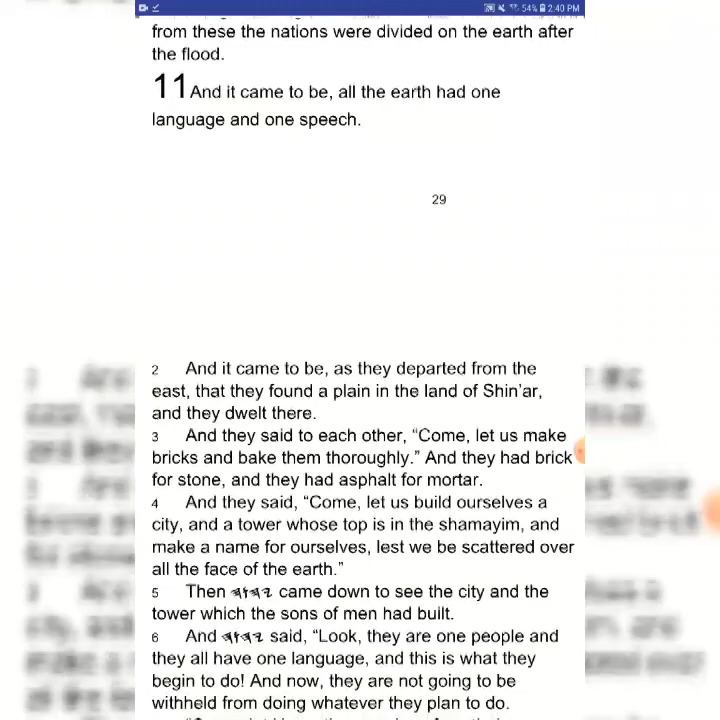 54% 2:40 PM
from these the nations were divided on the earth after
the flood.
11 And it came to be, all the earth had one
language and one speech.
29
2 And it came to be, as they departed from the
east, that they found a plain in the land of Shin’ar,
and they dwelt there.
3 And they said to each other, “Come, let us make
bricks and bake them thoroughly.” And they had brick
for stone, and they had asphalt for mortar.
4 And they said, “Come, let us build ourselves a
city, and a tower whose top is in the shamayim, and
make a name for ourselves, lest we be scattered over
all the face of the earth.”
5 Then 𐤉𐤄𐤅𐤄 came down to see the city and the
tower which the sons of men had built.
6 And 𐤉𐤄𐤅𐤄 said, “Look, they are one people and
they all have one language, and this is what they
begin to do! And now, they are not going to be
withheld from doing whatever they plan to do.